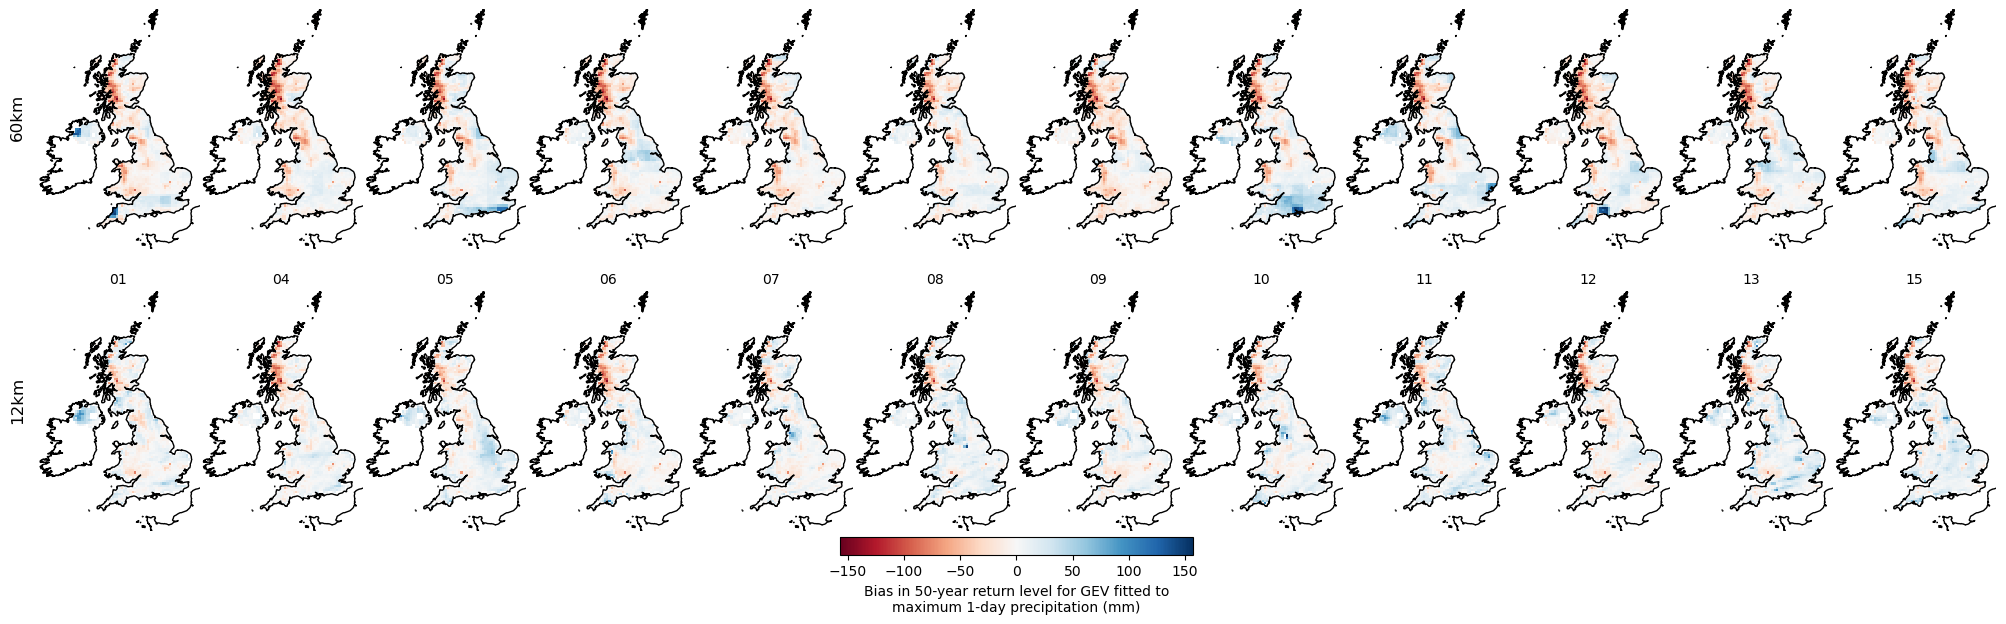 60km
01 04 05 06 07 08 09 10 11 12 13 15
12km
−150 −100 −50 0 50 100 150
Bias in 50-year return level for GEV fitted to
maximum 1-day precipitation (mm)